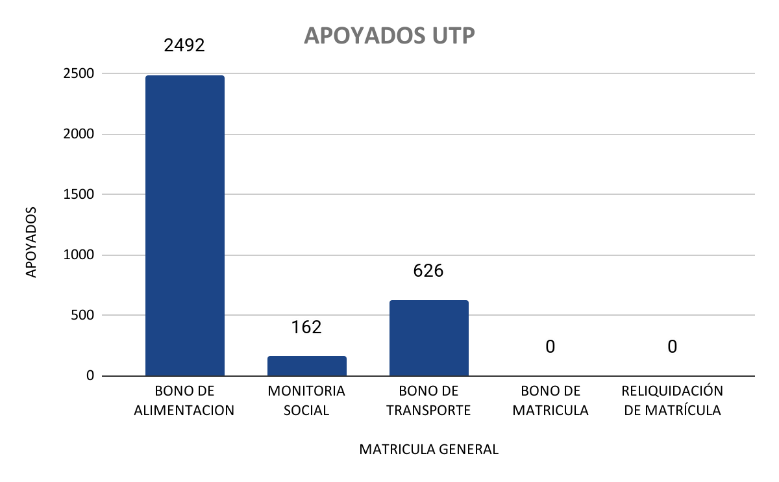 APOYADOS UTP
2492
2500
2000
1500
1000
500
0
APOYADOS
162
626
0
0
BONO DE
ALIMENTACION
MONITORIA
SOCIAL
BONO DE
TRANSPORTE
BONO DE
MATRICULA
RELIQUIDACIÓN
DE MATRÍCULA
MATRICULA GENERAL